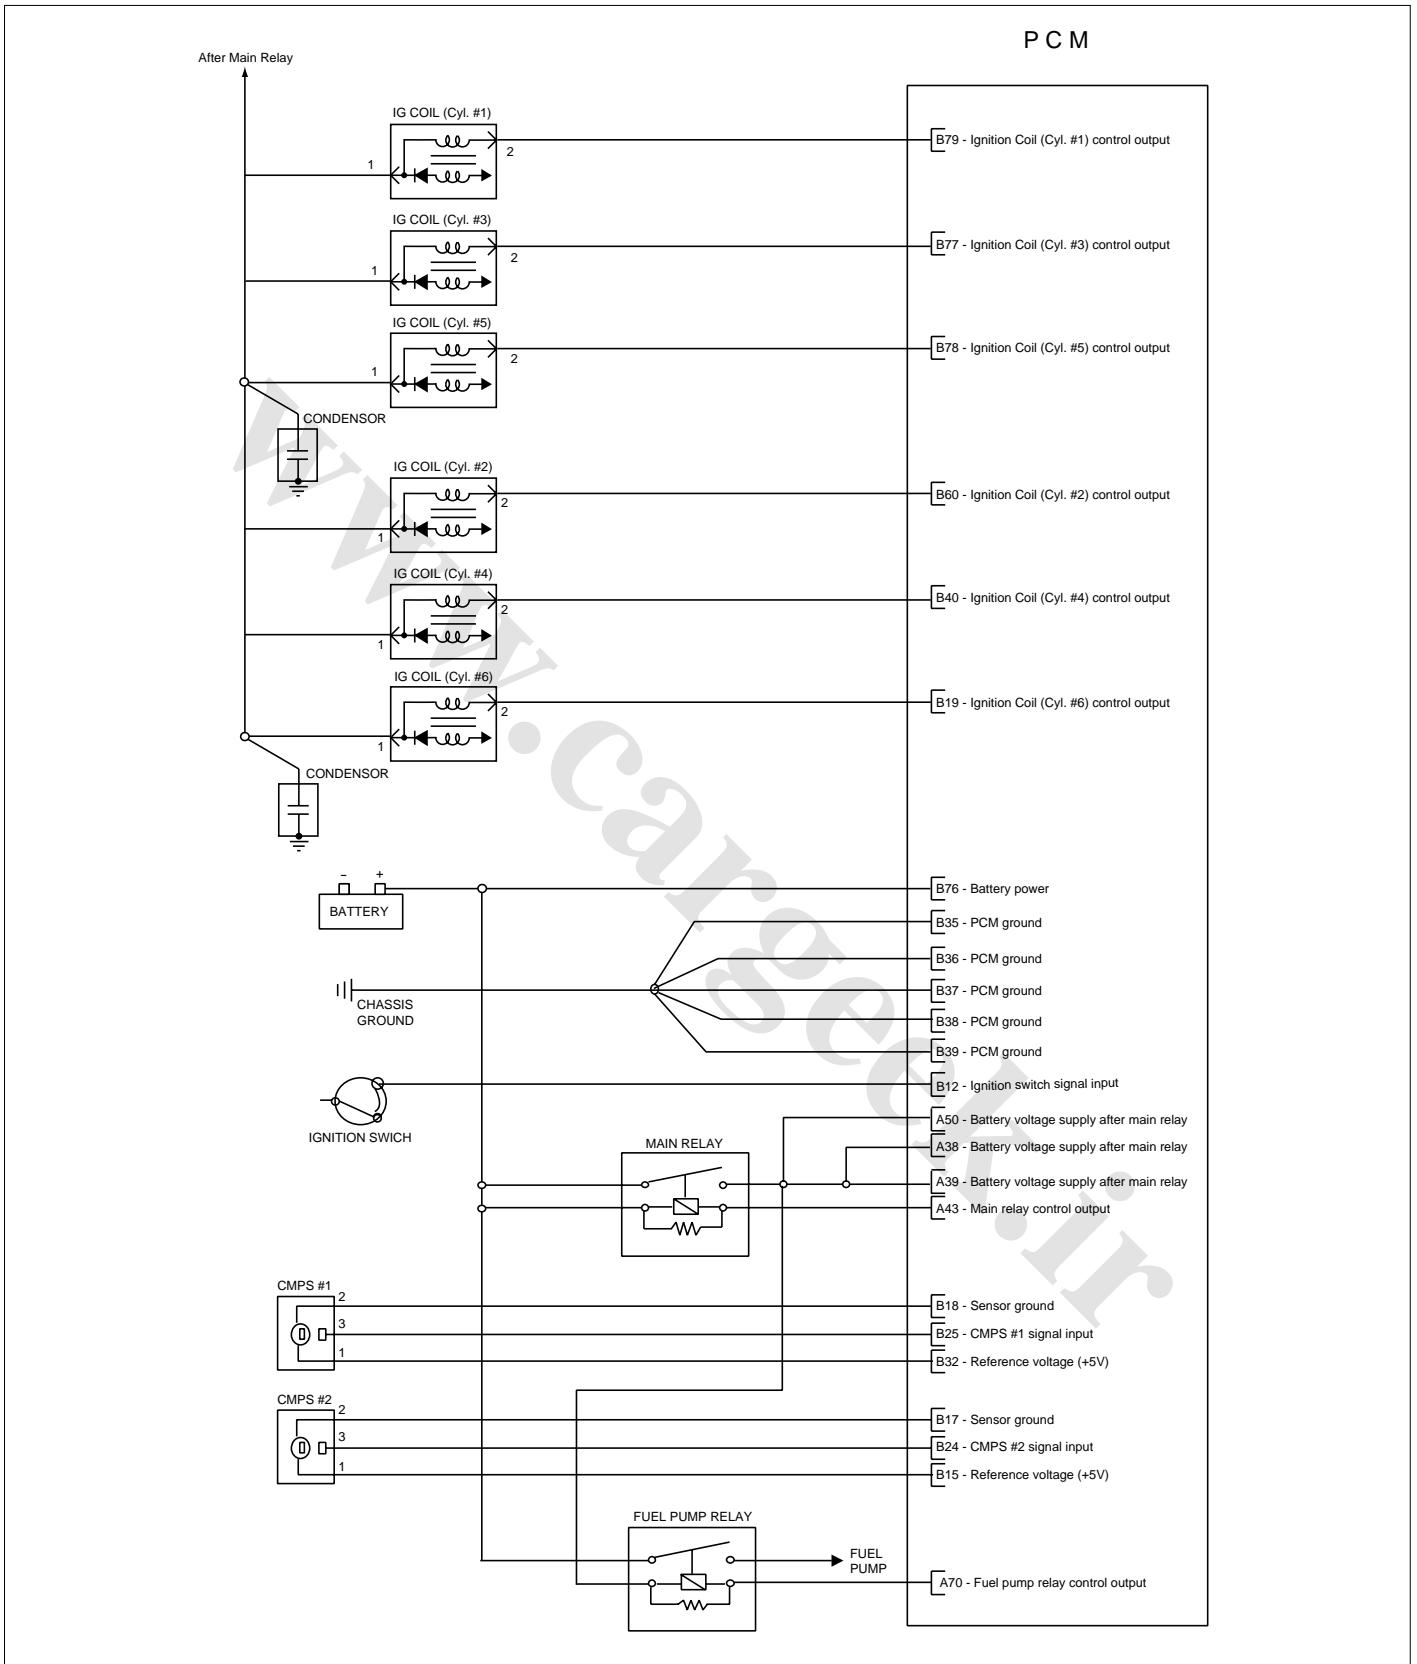 P C M
After Main Relay
IG COIL (Cyl. #1)
1
2
B79 - Ignition Coil (Cyl. #1) control output
IG COIL (Cyl. #3)
1
2
B77 - Ignition Coil (Cyl. #3) control output
IG COIL (Cyl. #5)
1
2
B78 - Ignition Coil (Cyl. #5) control output
CONDENSOR
IG COIL (Cyl. #2)
1
2
B60 - Ignition Coil (Cyl. #2) control output
IG COIL (Cyl. #4)
1
2
B40 - Ignition Coil (Cyl. #4) control output
IG COIL (Cyl. #6)
1
2
B19 - Ignition Coil (Cyl. #6) control output
CONDENSOR
– +
BATTERY
B76 - Battery power
B35 - PCM ground
B36 - PCM ground
B37 - PCM ground
CHASSIS
GROUND
B38 - PCM ground
B39 - PCM ground
B12 - Ignition switch signal input
IGNITION SWICH
A50 - Battery voltage supply after main relay
MAIN RELAY
A38 - Battery voltage supply after main relay
A39 - Battery voltage supply after main relay
A43 - Main relay control output
CMPS #1
2
B18 - Sensor ground
3
B25 - CMPS #1 signal input
1
B32 - Reference voltage (+5V)
CMPS #2
2
B17 - Sensor ground
3
B24 - CMPS #2 signal input
1
B15 - Reference voltage (+5V)
FUEL PUMP RELAY
FUEL
PUMP
A70 - Fuel pump relay control output
www.cargeek.ir